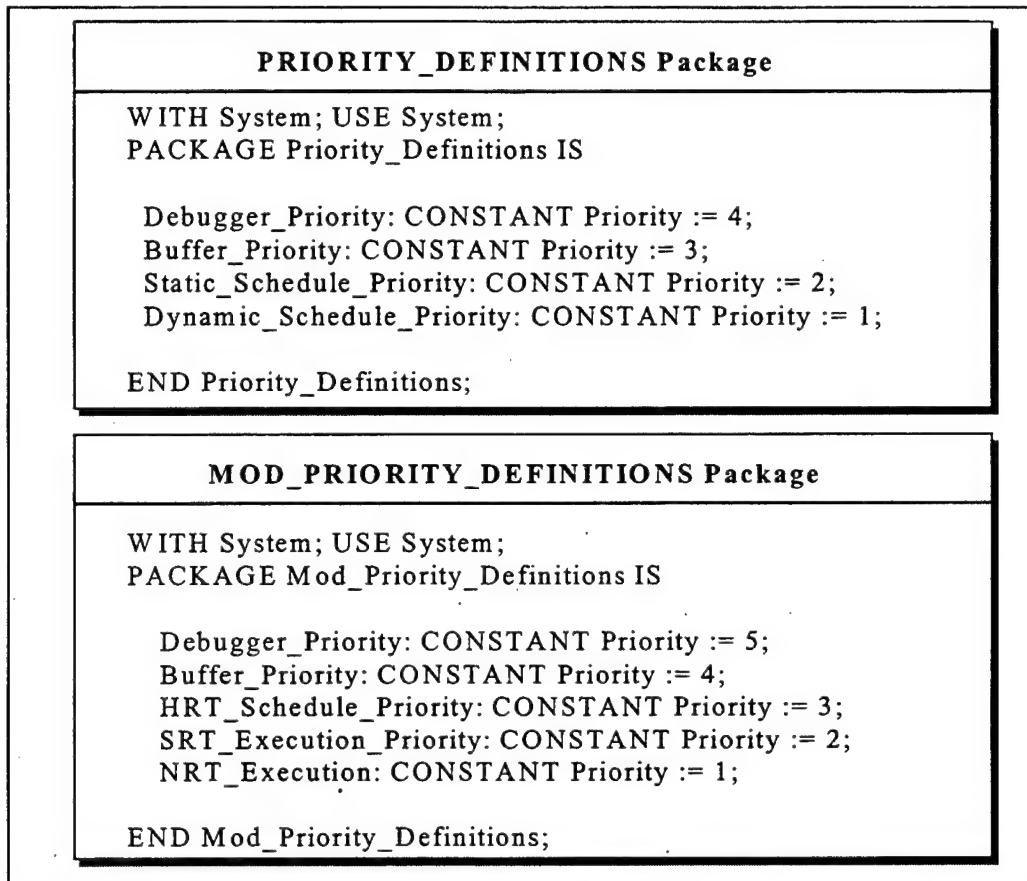 PRIORITY_DEFINITIONS Package
WITH System; USE System;
PACKAGE Priority_Definitions IS
Debugger_Priority: CONSTANT Priority := 4;
Buffer_Priority: CONSTANT Priority := 3;
Static_Schedule_Priority: CONSTANT Priority := 2;
Dynamic_Schedule_Priority: CONSTANT Priority := 1;
END Priority_Definitions;
MOD_PRIORITY_DEFINITIONS Package
WITH System; USE System;
PACKAGE Mod_Priority_Definitions IS
Debugger_Priority: CONSTANT Priority := 5;
Buffer_Priority: CONSTANT Priority := 4;
HRT_Schedule_Priority: CONSTANT Priority := 3;
SRT_Execution_Priority: CONSTANT Priority := 2;
NRT_Execution: CONSTANT Priority := 1;
END Mod_Priority_Definitions;